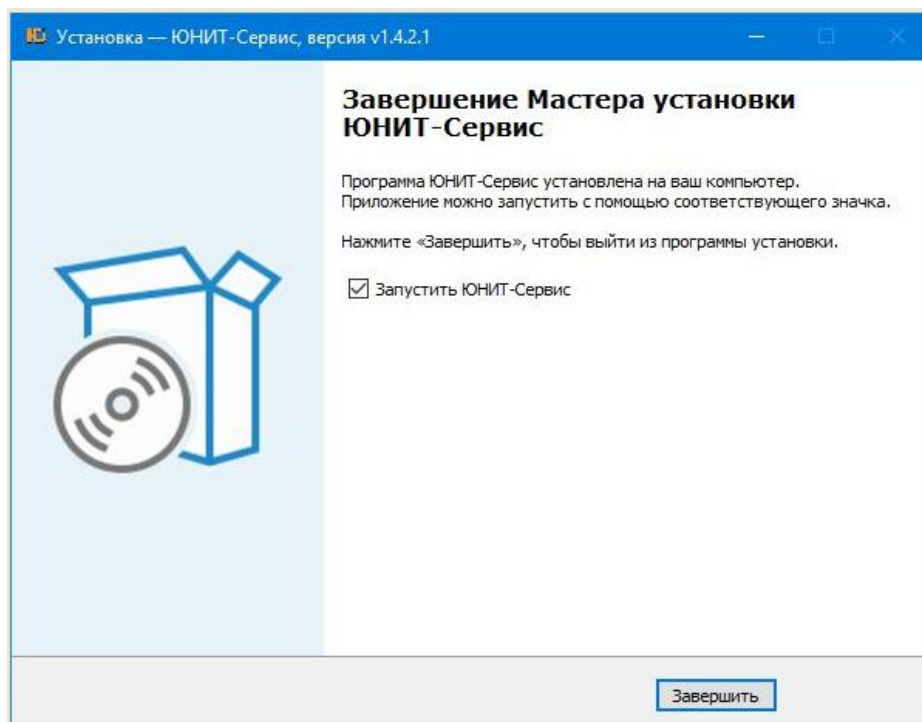 Установка — ЮНИТ-Сервис, версия v1.4.2.1
Завершение Мастера установки
ЮНИТ-Сервис
Программа ЮНИТ-Сервис установлена на ваш компьютер.
Приложение можно запустить с помощью соответствующего значка.
Нажмите «Завершить», чтобы выйти из программы установки.
Запустить ЮНИТ-Сервис
Завершить